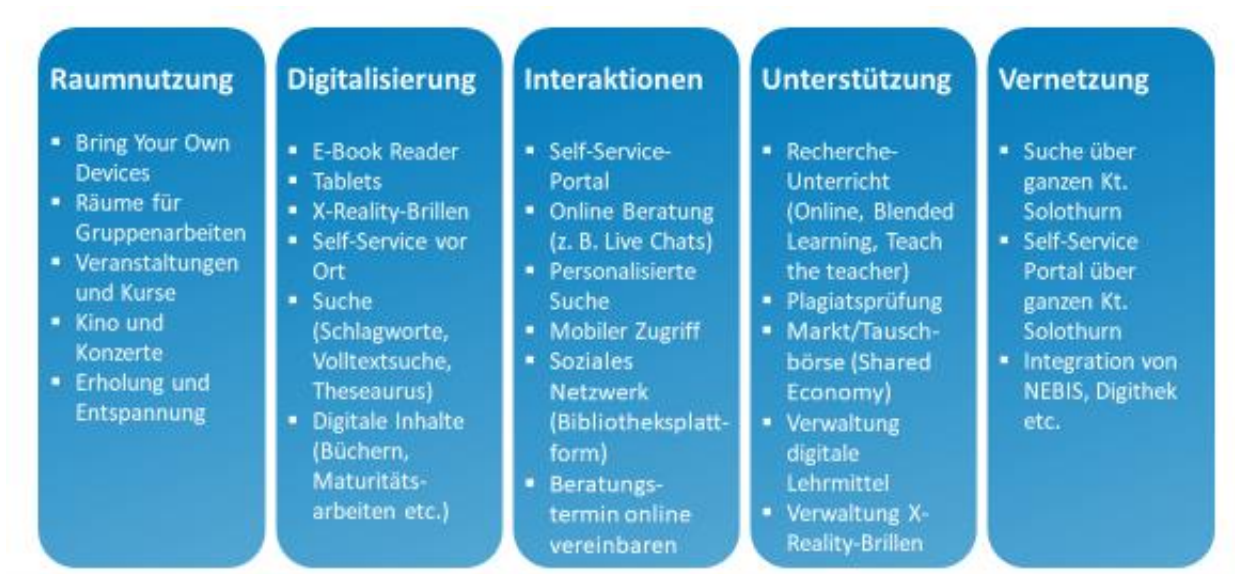 Raumnutzung
▪ Bring Your Own
Devices
▪ Räume für
Gruppenarbeiten
▪ Veranstaltungen
und Kurse
▪ Kino und
Konzerte
▪ Erholung und
Entspannung
Digitalisierung
▪ E-Book Reader
▪ Tablets
▪ X-Reality-Brillen
▪ Self-Service vor
Ort
▪ Suche
(Schlagworte,
Volltextsuche,
Theseaurus)
▪ Digitale Inhalte
(Büchern,
Maturitäts-
arbeiten etc.)
Interaktionen
▪ Self-Service-
Portal
▪ Online Beratung
(z. B. Live Chats)
▪ Personalisierte
Suche
▪ Mobiler Zugriff
▪ Soziales
Netzwerk
(Bibliotheksplatt-
form)
▪ Beratungs-
termin online
vereinbaren
Unterstützung
▪ Recherche-
Unterricht
(Online, Blended
Learning, Teach
the teacher)
▪ Plagiatsprüfung
▪ Markt/Tausch-
börse (Shared
Economy)
▪ Verwaltung
digitale
Lehrmittel
▪ Verwaltung X-
Reality-Brillen
Vernetzung
▪ Suche über
ganzen Kt.
Solothurn
▪ Self-Service
Portal über
ganzen Kt.
Solothurn
▪ Integration von
NEBIS, Digithek
etc.